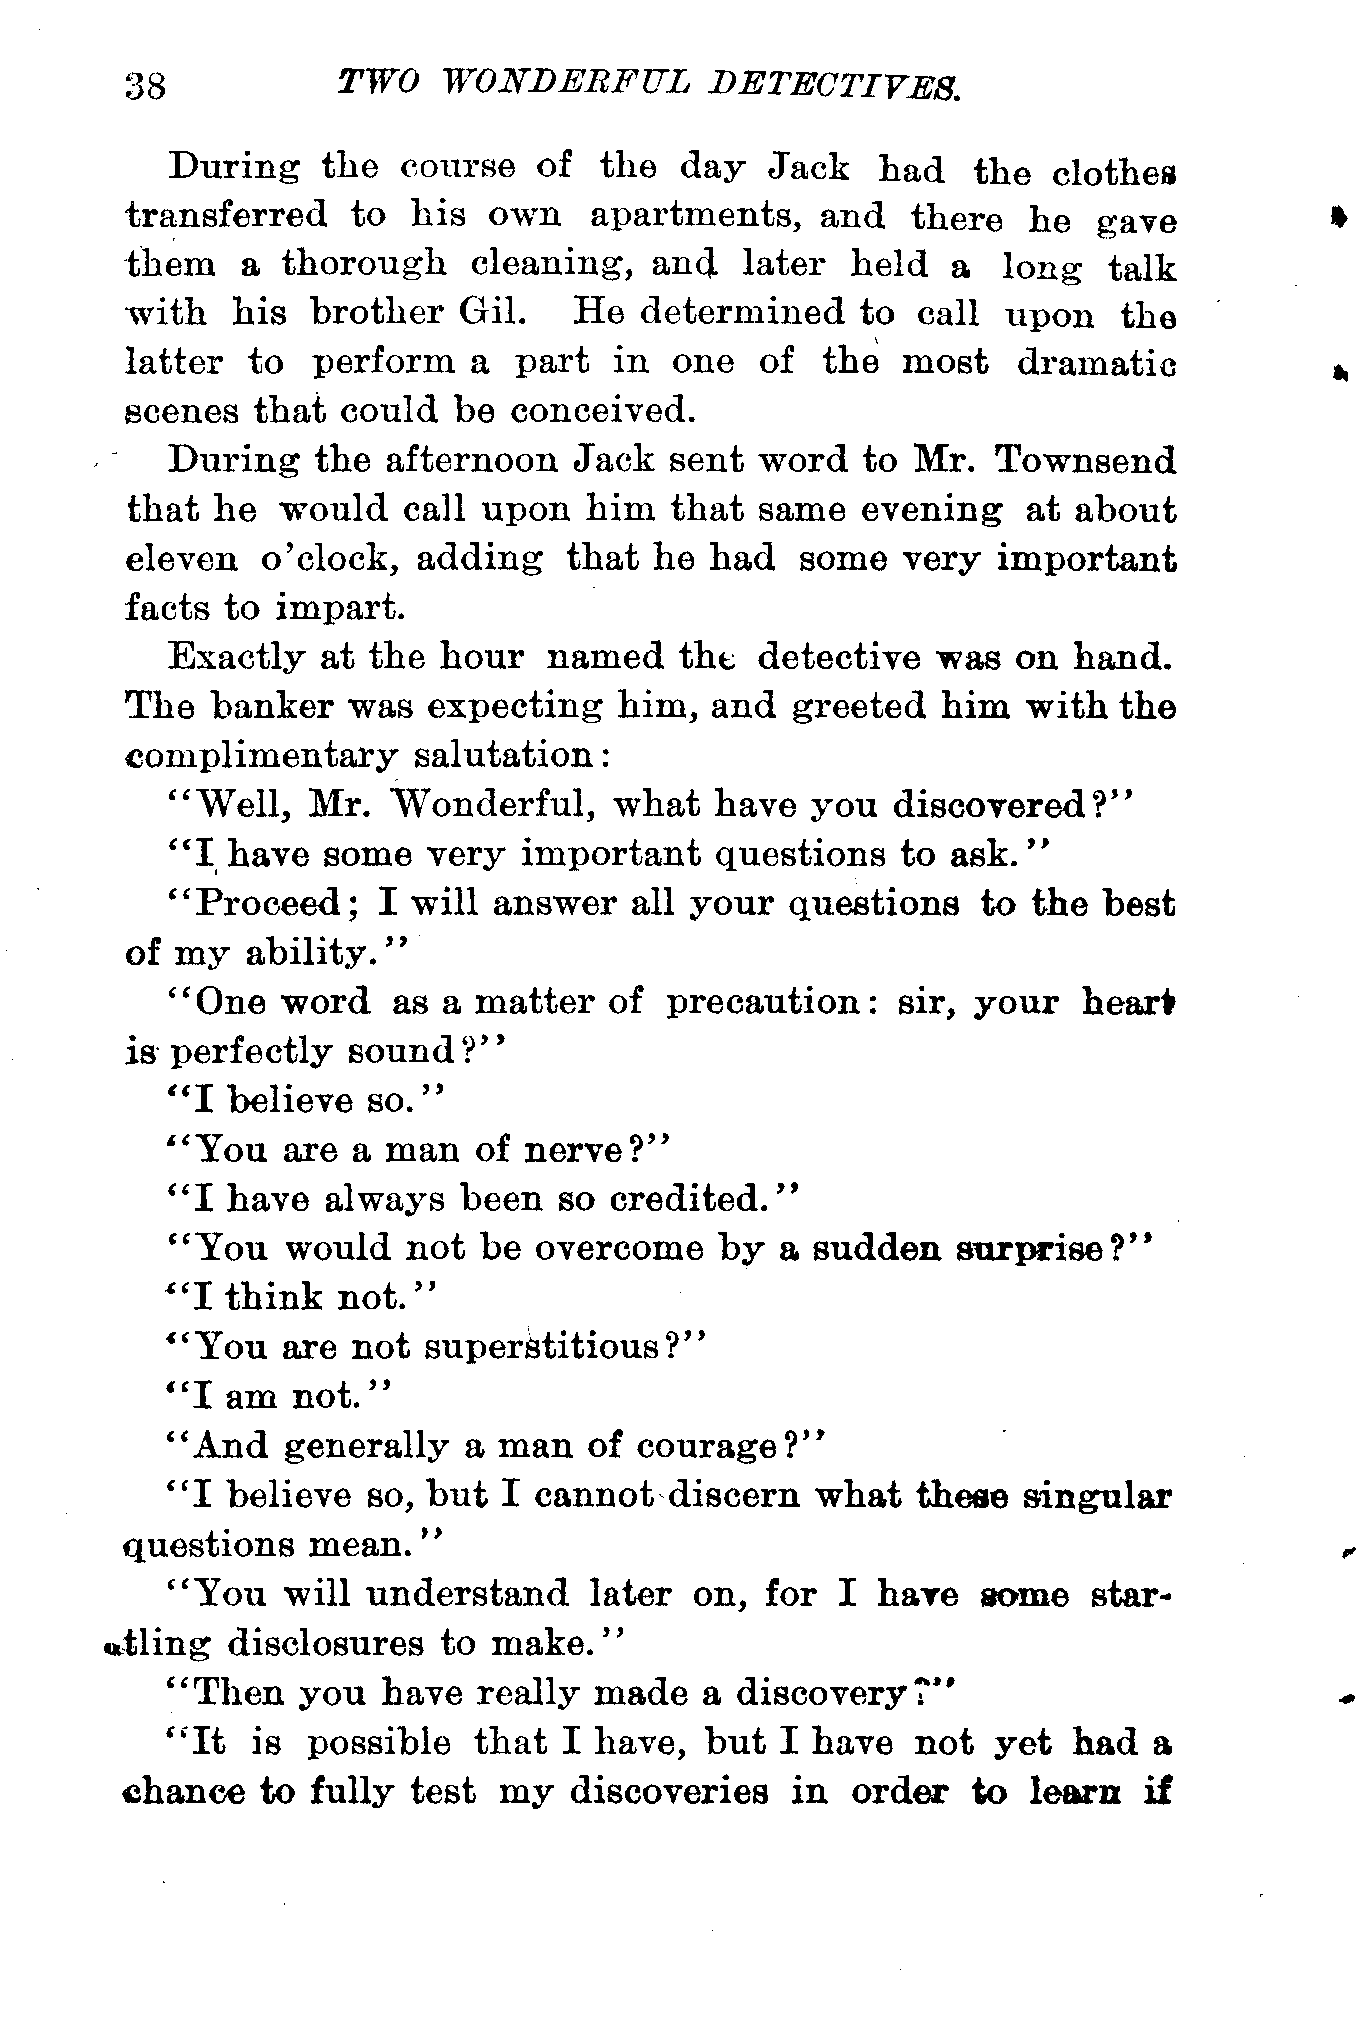 38 TWO WONDERFUL DETECTIVES.
During the course of the day Jack had the clothes
transferred to his own apartments, and there he gave
them a thorough cleaning, and later held a long talk
with his brother Gil. He determined to call upon the
latter to perform a part in one of the most dramatic
scenes that could be conceived.
During the afternoon Jack sent word to Mr. Townsend
that he would call upon him that same evening at about
eleven o'clock, adding that he had some very important
facts to impart.
Exactly at the hour named the detective was on hand.
The banker was expecting him, and greeted him with the
complimentary salutation:
"Well, Mr. Wonderful, what have you discovered?"
"I have some very important questions to ask."
"Proceed; I will answer all your questions to the best
of my ability."
"One word as a matter of precaution: sir, your heart
is perfectly sound?"
"I believe so."
"You are a man of nerve?"
"I have always been so credited."
"You would not be overcome by a sudden surprise?"
"I think not."
"You are not superstitious?"
"I am not."
"And generally a man of courage?"
"I believe so, but I cannot discern what these singular
questions mean."
"You will understand later on, for I have some star-
tling disclosures to make."
"Then you have really made a discovery?"
"It is possible that I have, but I have not yet had a
chance to fully test my discoveries in order to learn if